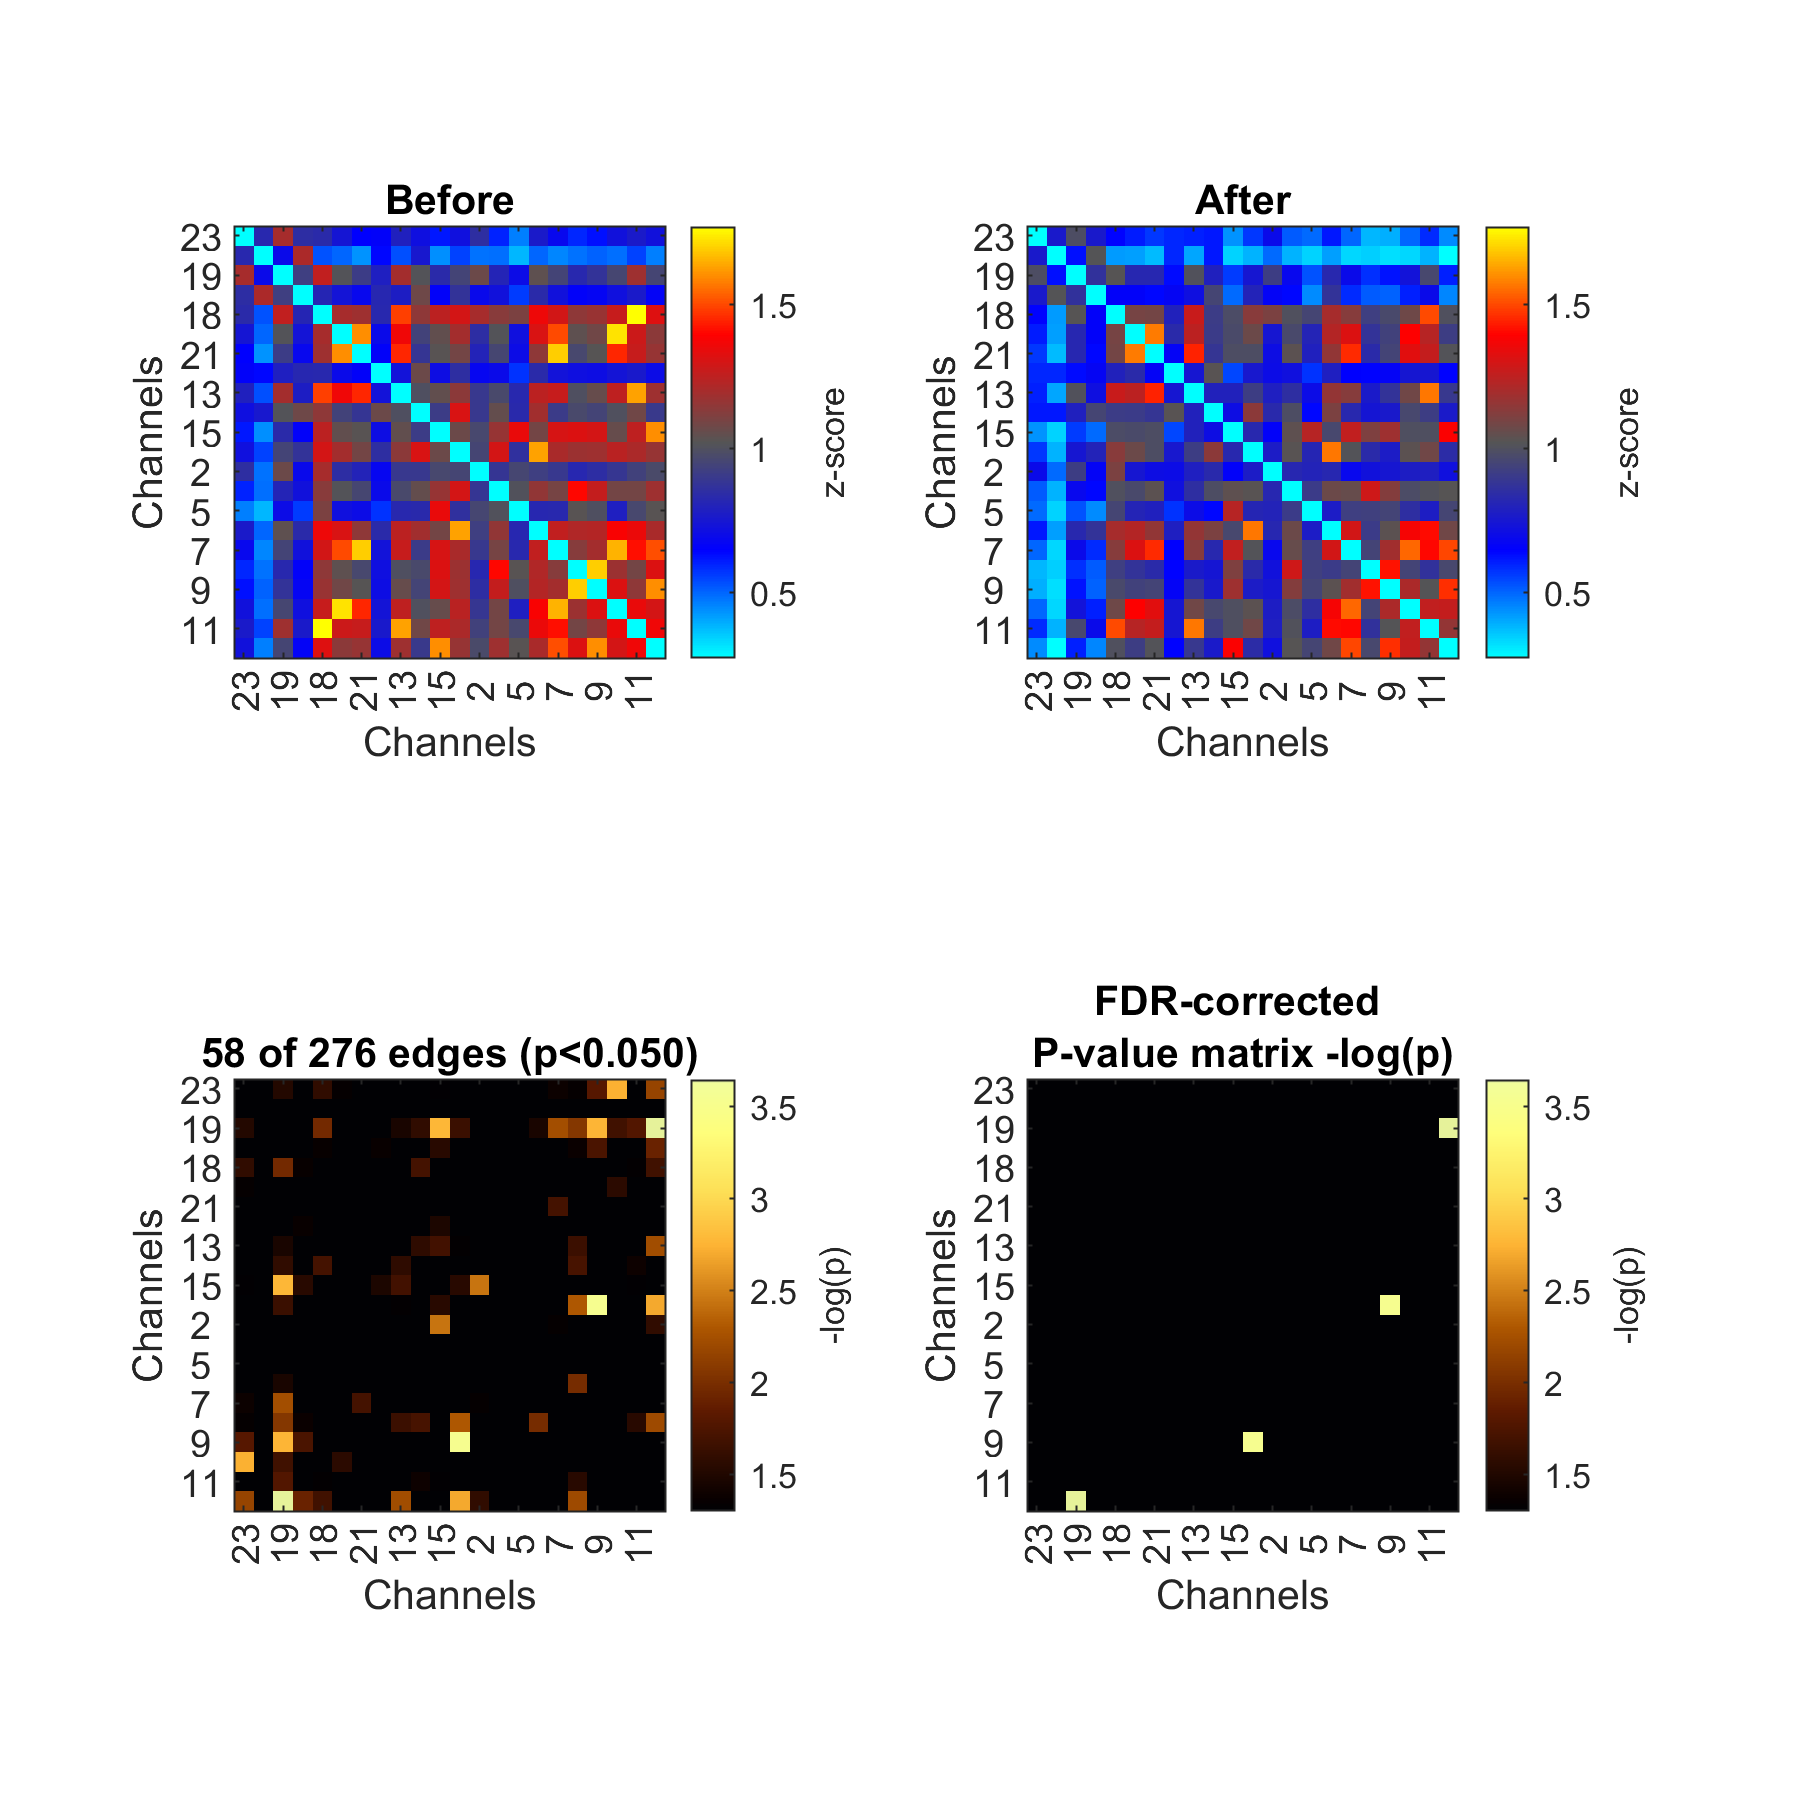 Before
23
19
18
21
13
15
2
5
7
9
11
Channels
23 19 18 21 13 15 2 5 7 9 11
Channels
1.5
1
0.5
z-score
After
23
19
18
21
13
15
2
5
7
9
11
Channels
23 19 18 21 13 15 2 5 7 9 11
Channels
1.5
1
0.5
z-score
58 of 276 edges (p<0.050)
23
19
18
21
13
15
2
5
7
9
11
Channels
23 19 18 21 13 15 2 5 7 9 11
Channels
3.5
3
2.5
2
1.5
-log(p)
FDR-corrected
P-value matrix -log(p)
23
19
18
21
13
15
2
5
7
9
11
Channels
23 19 18 21 13 15 2 5 7 9 11
Channels
3.5
3
2.5
2
1.5
-log(p)